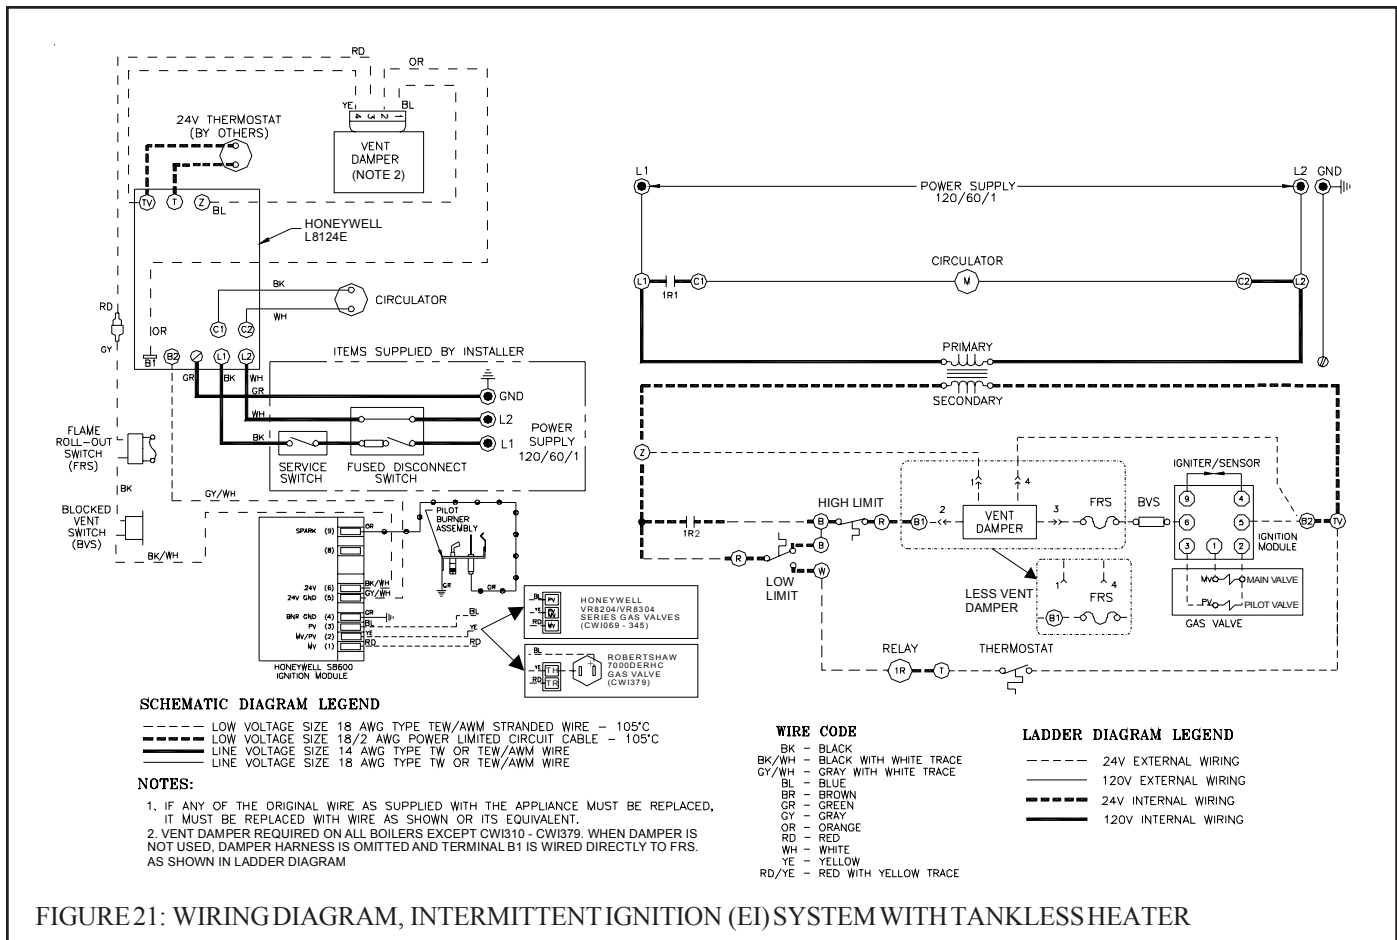 RD
OR
YE
BL
4 3 2 1
24V THERMOSTAT
(BY OTHERS)
VENT
DAMPER
(NOTE 2)
TV
T
Z
BL
HONEYWELL
L8124E
BK
CIRCULATOR
WH
RD
GY
OR
C1
C2
B1
B2
L1
L2
GR
BK
WH
ITEMS SUPPLIED BY INSTALLER
GR
GND
WH
L2
BK
L1
POWER
SUPPLY
120/60/1
SERVICE
SWITCH
FUSED DISCONNECT
SWITCH
FLAME
ROLL-OUT
SWITCH
(FRS)
BK
BLOCKED
VENT
SWITCH
(BVS)
GY/WH
BK/WH
SPARK (9)
OR
(8)
24V (6)
BK/WH
24V GND (5)
GY/WH
BNR GND (4)
GR
PV (3)
BL
MV/PV (2)
YE
MV (1)
RD
HONEYWELL S8600
IGNITION MODULE
PILOT
BURNER
ASSEMBLY
GR
OR
BL
YE
RD
BL
PV
YE
PV
MV
RD
MV
HONEYWELL
VR8204/VR8304
SERIES GAS VALVES
(CWI069 - 345)
BL
YE
TH
RD
TR
ROBERTSHAW
7000DERHC
GAS VALVE
(CWI379)
L1
POWER SUPPLY
120/60/1
L2 GND
CIRCULATOR
L1
1R1
C1
M
C2
L2
PRIMARY
SECONDARY
Z
1
4
IGNITER/SENSOR
HIGH LIMIT
1R2
B
R
B1
2
VENT
DAMPER
3
FRS
BVS
9
4
6
5
3
1
2
B2
TV
IGNITION
MODULE
R
B
W
LOW
LIMIT
LESS VENT
DAMPER
1
4
FRS
B1
MV
MAIN VALVE
PV
PILOT VALVE
GAS VALVE
RELAY
1R
T
THERMOSTAT
SCHEMATIC DIAGRAM LEGEND
LOW VOLTAGE SIZE 18 AWG TYPE TEW/AWM STRANDED WIRE - 105°C
LOW VOLTAGE SIZE 18/2 AWG POWER LIMITED CIRCUIT CABLE - 105°C
LINE VOLTAGE SIZE 14 AWG TYPE TW OR TEW/AWM WIRE
LINE VOLTAGE SIZE 18 AWG TYPE TW OR TEW/AWM WIRE
NOTES:
1. IF ANY OF THE ORIGINAL WIRE AS SUPPLIED WITH THE APPLIANCE MUST BE REPLACED,
IT MUST BE REPLACED WITH WIRE AS SHOWN OR ITS EQUIVALENT.
2. VENT DAMPER REQUIRED ON ALL BOILERS EXCEPT CWI310 - CWI379. WHEN DAMPER IS
NOT USED, DAMPER HARNESS IS OMITTED AND TERMINAL B1 IS WIRED DIRECTLY TO FRS.
AS SHOWN IN LADDER DIAGRAM
WIRE CODE
BK - BLACK
BK/WH - BLACK WITH WHITE TRACE
GY/WH - GRAY WITH WHITE TRACE
BL - BLUE
BR - BROWN
GR - GREEN
GY - GRAY
OR - ORANGE
RD - RED
WH - WHITE
YE - YELLOW
RD/YE - RED WITH YELLOW TRACE
LADDER DIAGRAM LEGEND
24V EXTERNAL WIRING
120V EXTERNAL WIRING
24V INTERNAL WIRING
120V INTERNAL WIRING
FIGURE 21: WIRING DIAGRAM, INTERMITTENT IGNITION (EI) SYSTEM WITH TANKLESS HEATER